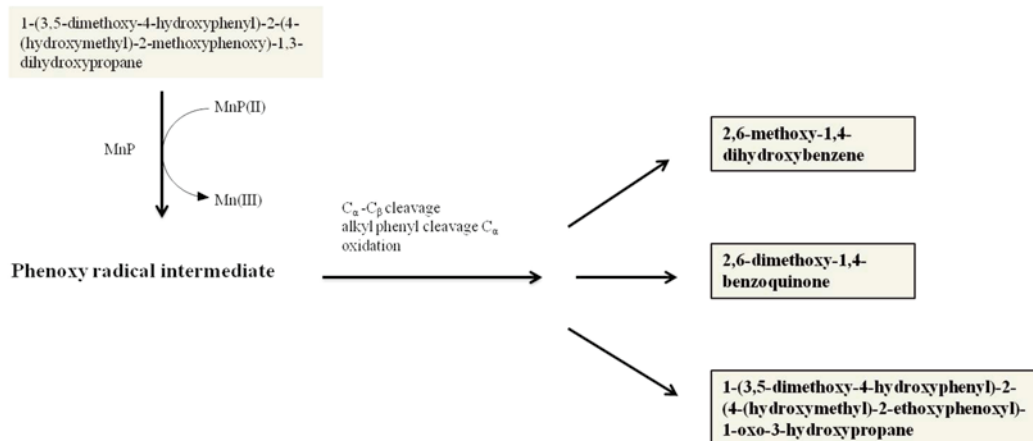 1-(3,5-dimethoxy-4-hydroxyphenyl)-2-(4-
(hydroxymethyl)-2-methoxyphenoxy)-1,3-
dihydroxypropane
MnP(II)
MnP
Mn(III)
Phenoxy radical intermediate
Cα-Cβ cleavage
alkyl phenyl cleavage Cα
oxidation
2,6-methoxy-1,4-
dihydroxybenzene
2,6-dimethoxy-1,4-
benzoquinone
1-(3,5-dimethoxy-4-hydroxyphenyl)-2-
(4-(hydroxymethyl)-2-ethoxyphenoxyl)-
1-oxo-3-hydroxypropane